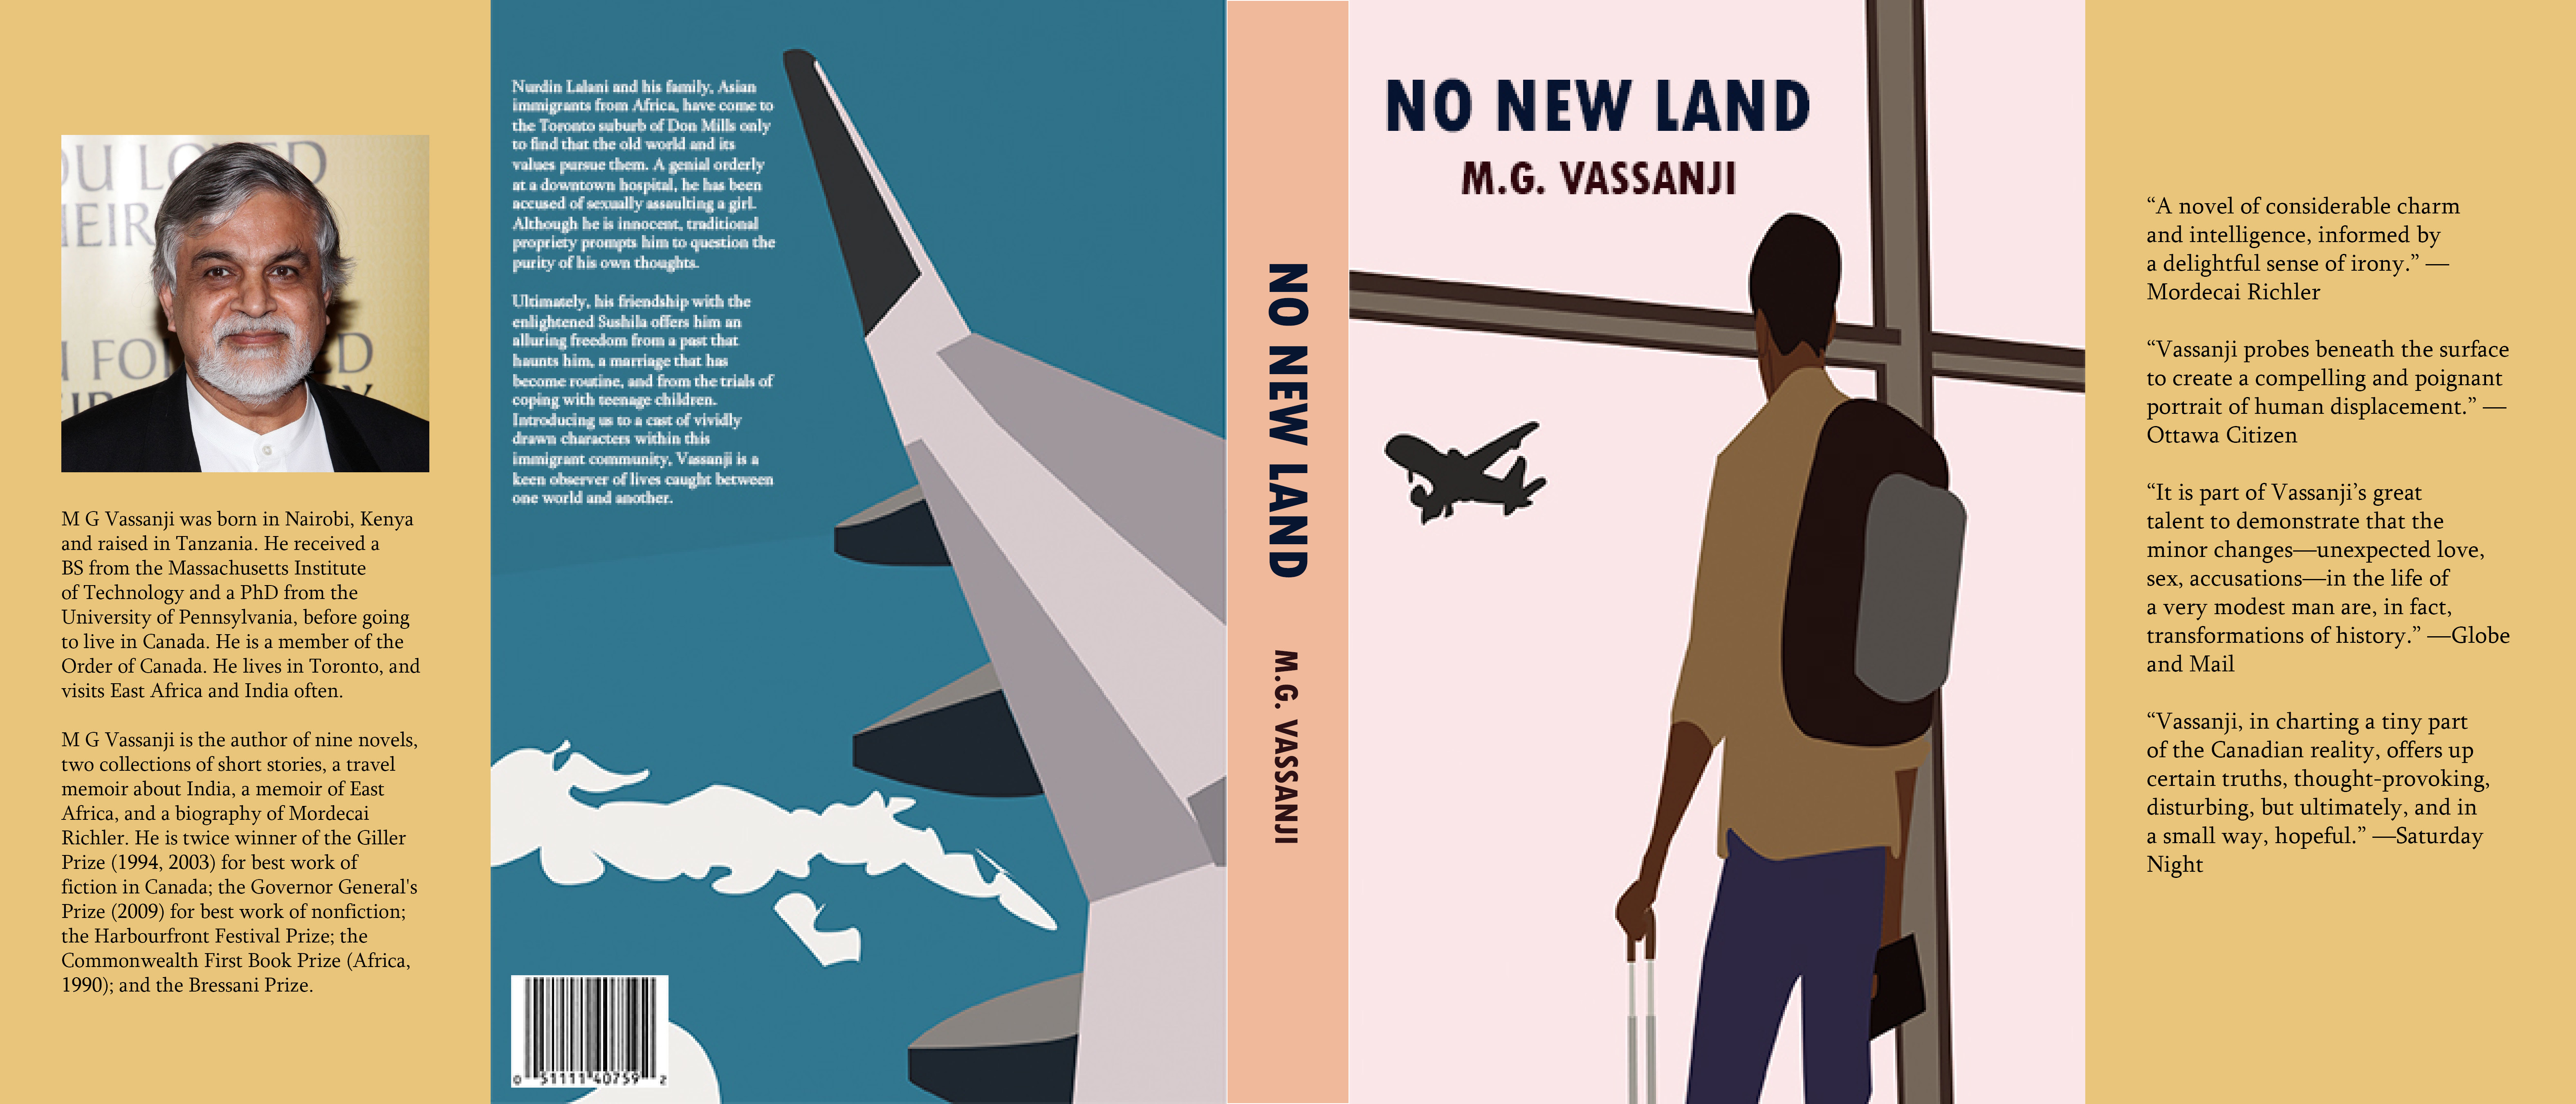 OU LOVED
HEIR
N FO
D
EIR
Y
M G Vassanji was born in Nairobi, Kenya
and raised in Tanzania. He received a
BS from the Massachusetts Institute
of Technology and a PhD from the
University of Pennsylvania, before going
to live in Canada. He is a member of the
Order of Canada. He lives in Toronto, and
visits East Africa and India often.
M G Vassanji is the author of nine novels,
two collections of short stories, a travel
memoir about India, a memoir of East
Africa, and a biography of Mordecai
Richler. He is twice winner of the Giller
Prize (1994, 2003) for best work of
fiction in Canada; the Governor General's
Prize (2009) for best work of nonfiction;
the Harbourfront Festival Prize; the
Commonwealth First Book Prize (Africa,
1990); and the Bressani Prize.
Nurdin Lalani and his family, Asian
immigrants from Africa, have come to
the Toronto suburb of Don Mills only
to find that the old world and its
values pursue them. A genial orderly
at a downtown hospital, he has been
accused of sexually assaulting a girl.
Although he is innocent, traditional
propriety prompts him to question the
purity of his own thoughts.
Ultimately, his friendship with the
enlightened Sushila offers him an
alluring freedom from a past that
haunts him, a marriage that has
become routine, and from the trials of
coping with teenage children.
Introducing us to a cast of vividly
drawn characters within this
immigrant community, Vassanji is a
keen observer of lives caught between
one world and another.
0 51111 40759 2
NO NEW LAND
M.G. VASSANJI
NO NEW LAND
M.G. VASSANJI
“A novel of considerable charm
and intelligence, informed by
a delightful sense of irony.” —
Mordecai Richler
“Vassanji probes beneath the surface
to create a compelling and poignant
portrait of human displacement.” —
Ottawa Citizen
“It is part of Vassanji’s great
talent to demonstrate that the
minor changes—unexpected love,
sex, accusations—in the life of
a very modest man are, in fact,
transformations of history.” —Globe
and Mail
“Vassanji, in charting a tiny part
of the Canadian reality, offers up
certain truths, thought-provoking,
disturbing, but ultimately, and in
a small way, hopeful.” —Saturday
Night